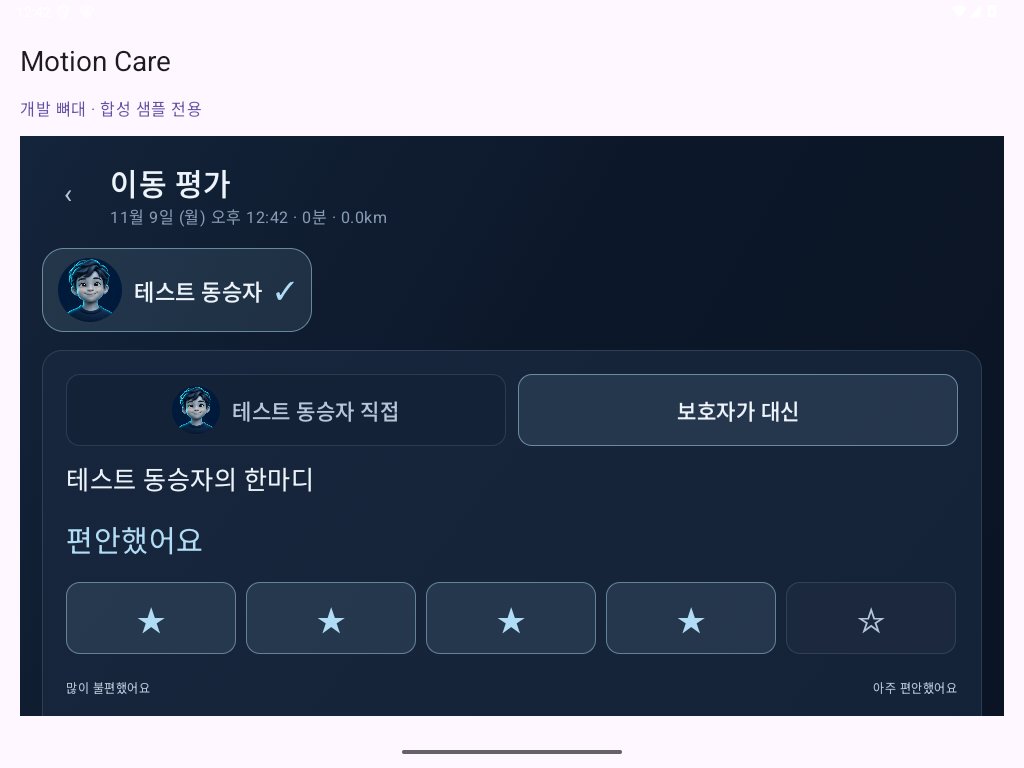 Motion Care
개발 뼈대 · 합성 샘플 전용
이동 평가
11월 9일 (월) 오후 12:42 · 0분 · 0.0km
테스트 동승자 ✓
테스트 동승자 직접
보호자가 대신
테스트 동승자의 한마디
편안했어요
많이 불편했어요
아주 편안했어요